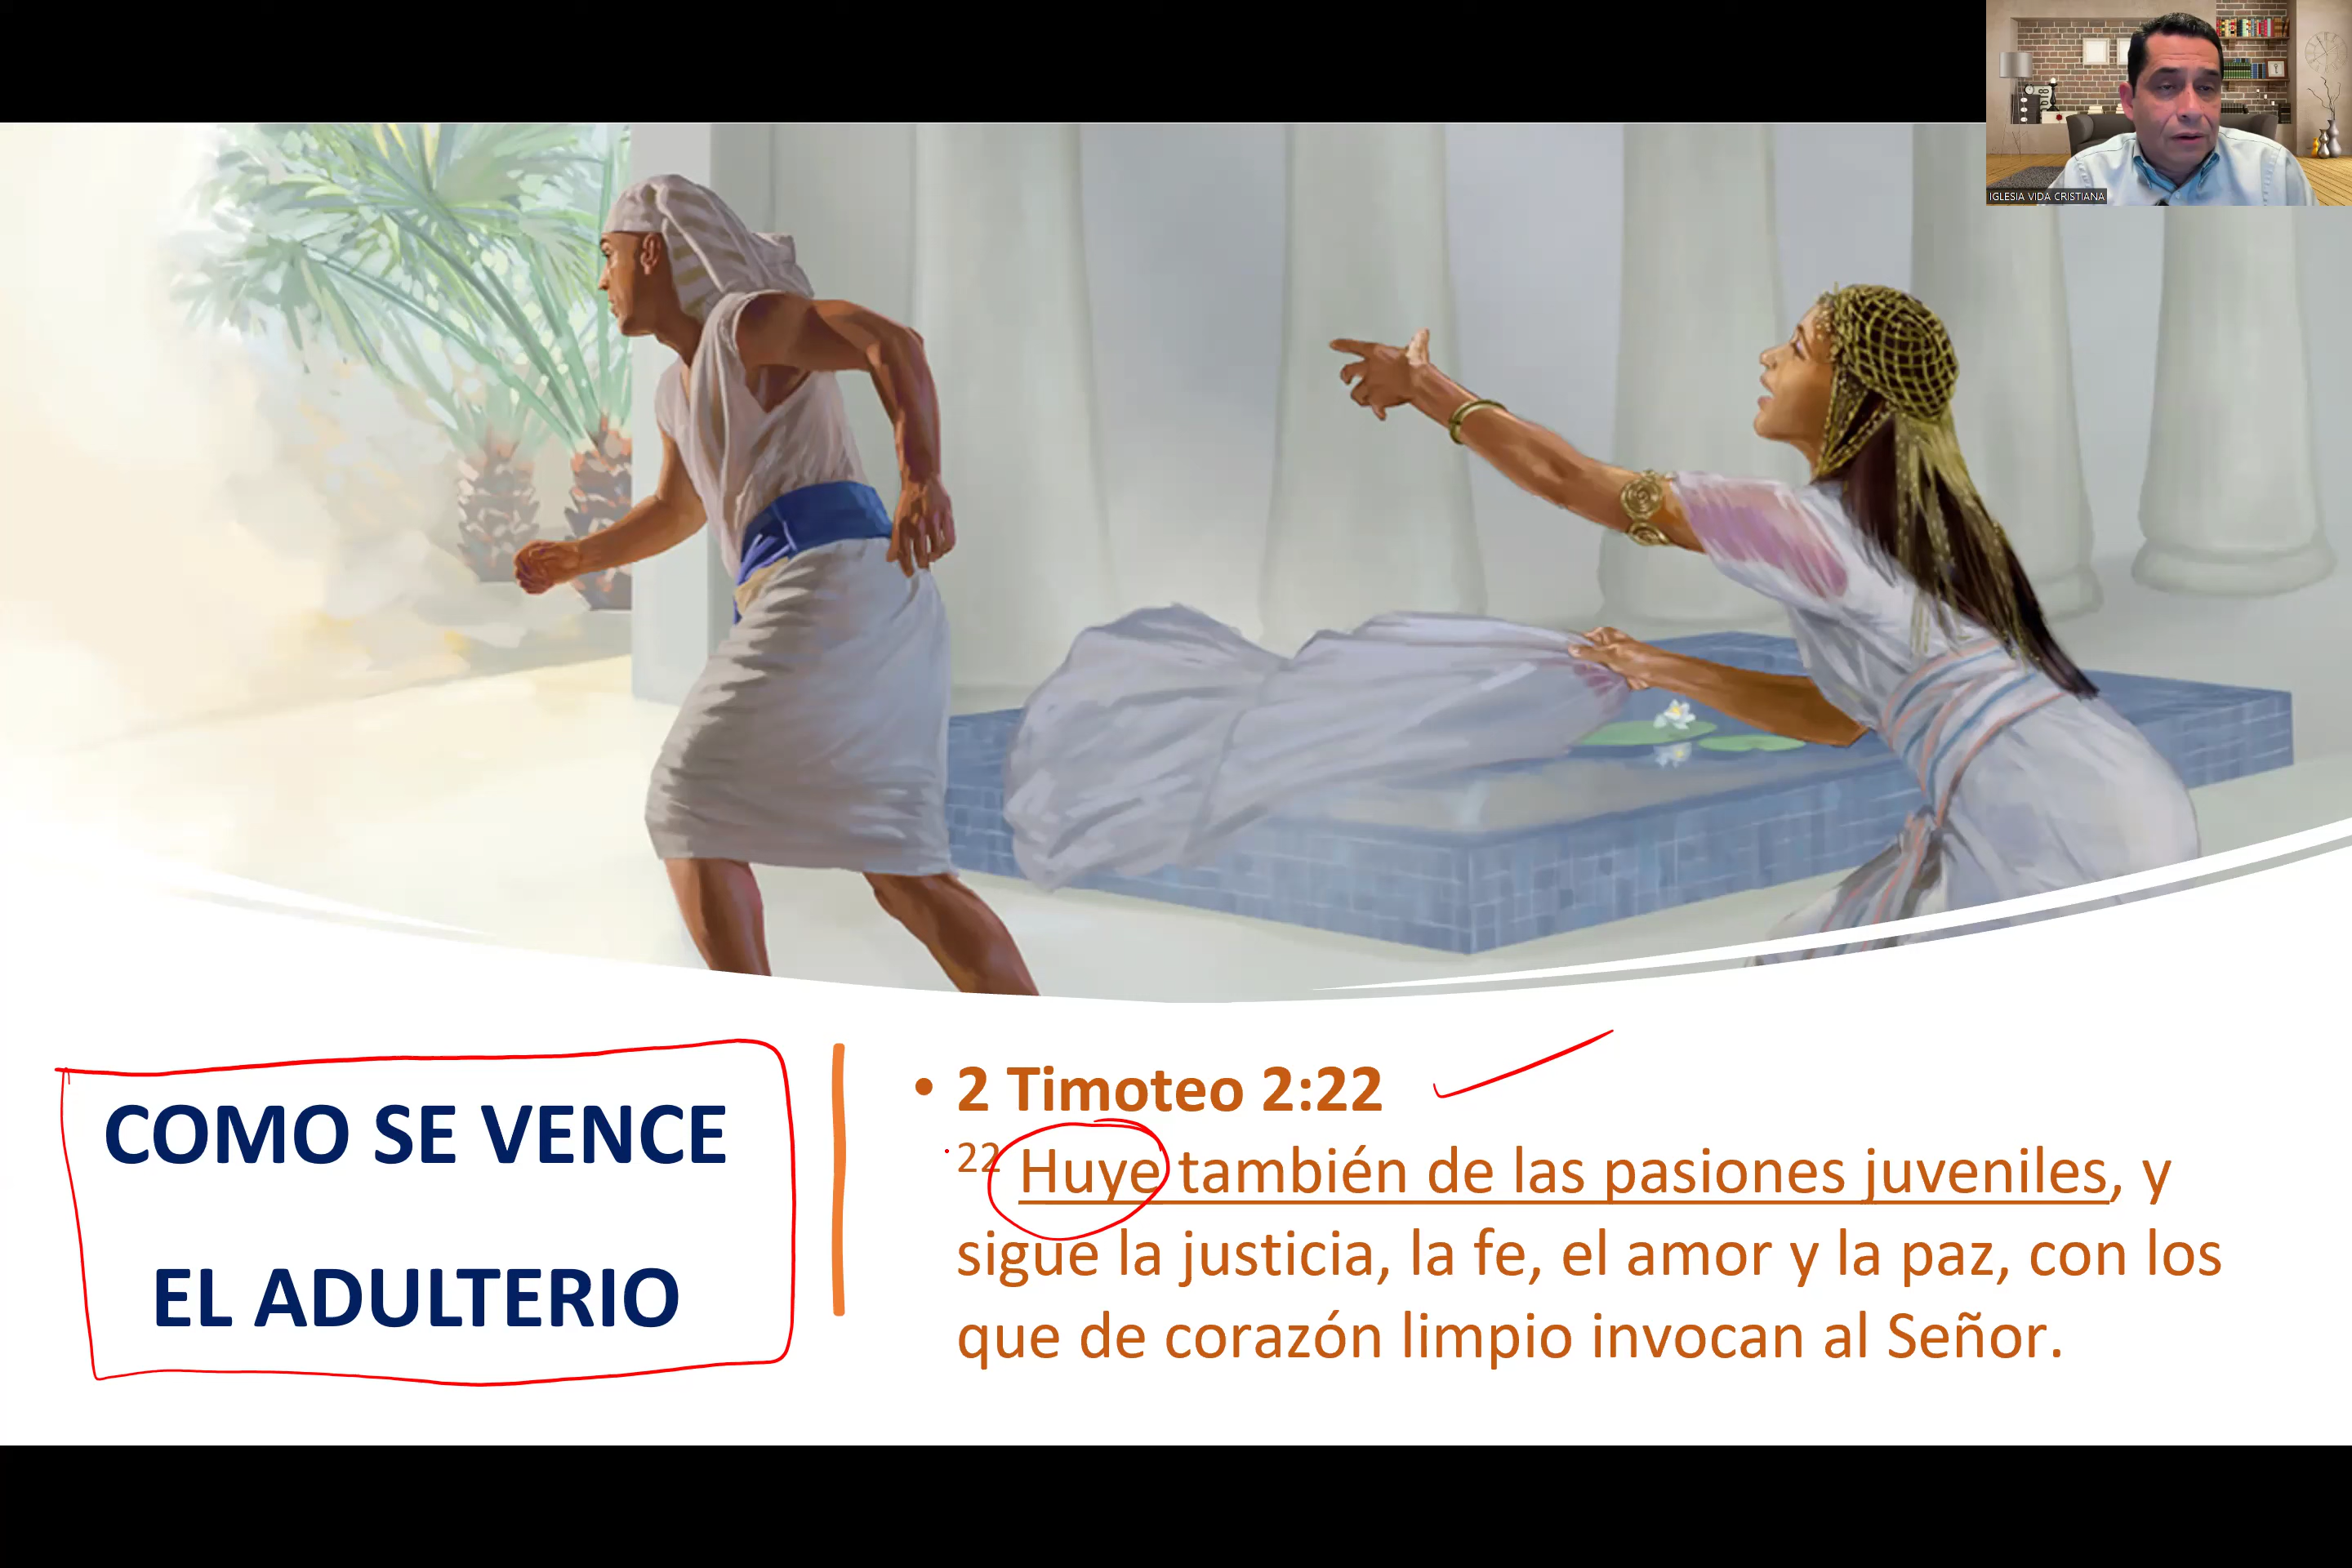 IGLESIA VIDA CRISTIANA
COMO SE VENCE
EL ADULTERIO
• 2 Timoteo 2:22
22 Huye también de las pasiones juveniles, y
sigue la justicia, la fe, el amor y la paz, con los
que de corazón limpio invocan al Señor.